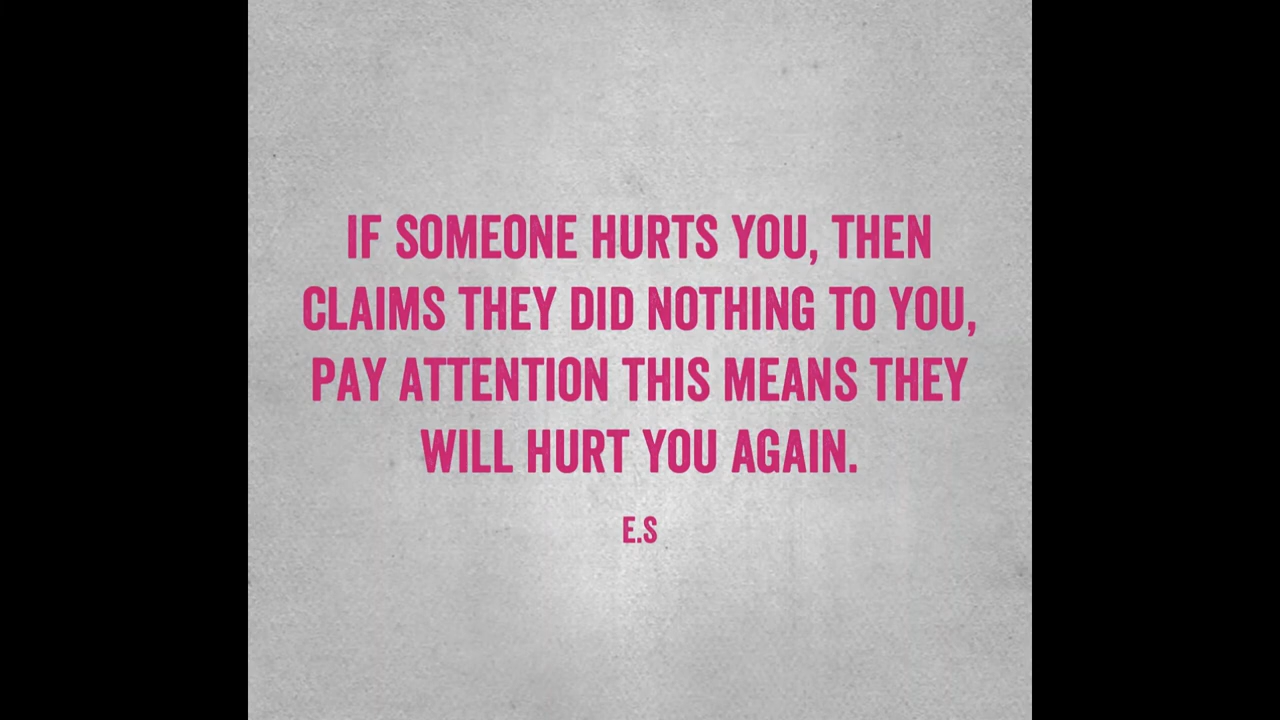 IF SOMEONE HURTS YOU, THEN
CLAIMS THEY DID NOTHING TO YOU,
PAY ATTENTION THIS MEANS THEY
WILL HURT YOU AGAIN.
E.S